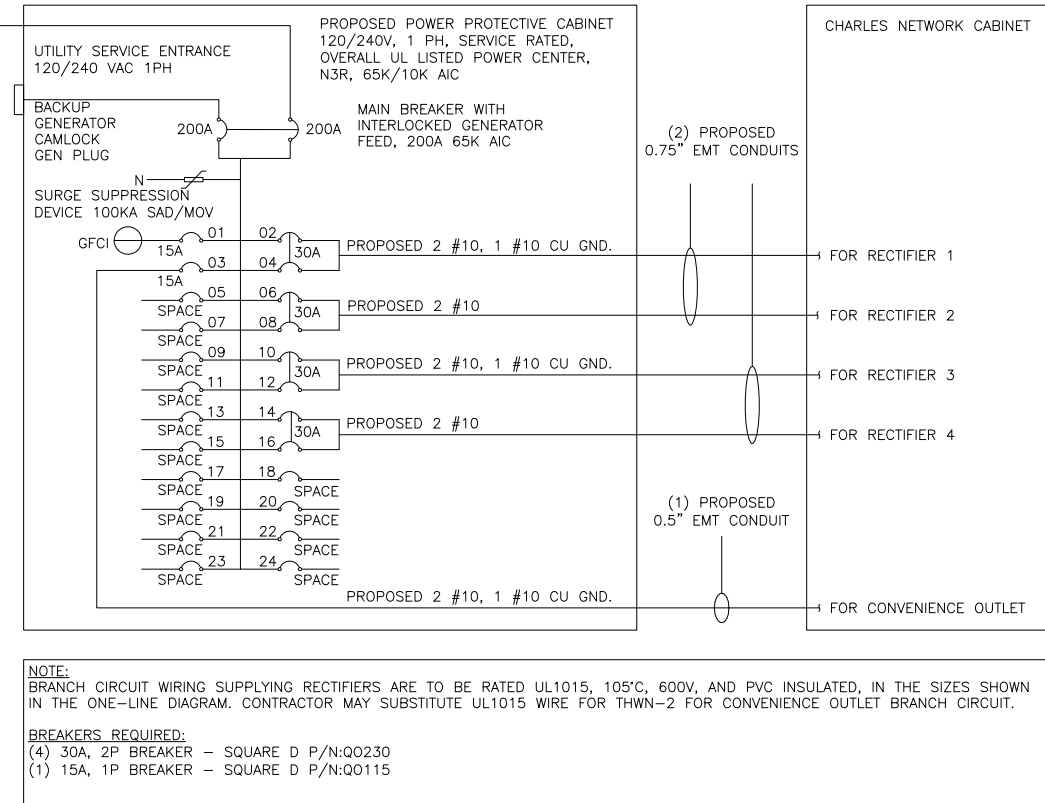 PROPOSED POWER PROTECTIVE CABINET
120/240V, 1 PH, SERVICE RATED,
OVERALL UL LISTED POWER CENTER,
N3R, 65K/10K AIC
CHARLES NETWORK CABINET
UTILITY SERVICE ENTRANCE
120/240 VAC 1PH
BACKUP
GENERATOR
CAMLOCK
GEN PLUG
200A
200A
MAIN BREAKER WITH
INTERLOCKED GENERATOR
FEED, 200A 65K AIC
(2) PROPOSED
0.75" EMT CONDUITS
N
SURGE SUPPRESSION
DEVICE 100KA SAD/MOV
GFCI
15A
01
02
30A
PROPOSED 2 #10, 1 #10 CU GND.
FOR RECTIFIER 1
15A
03
04
SPACE
05
06
30A
PROPOSED 2 #10
FOR RECTIFIER 2
SPACE
07
08
SPACE
09
10
30A
PROPOSED 2 #10, 1 #10 CU GND.
FOR RECTIFIER 3
SPACE
11
12
SPACE
13
14
30A
PROPOSED 2 #10
FOR RECTIFIER 4
SPACE
15
16
SPACE
17
18
SPACE
SPACE
19
20
SPACE
SPACE
21
22
SPACE
SPACE
23
24
SPACE
(1) PROPOSED
0.5" EMT CONDUIT
PROPOSED 2 #10, 1 #10 CU GND.
FOR CONVENIENCE OUTLET
NOTE:
BRANCH CIRCUIT WIRING SUPPLYING RECTIFIERS ARE TO BE RATED UL1015, 105°C, 600V, AND PVC INSULATED, IN THE SIZES SHOWN
IN THE ONE-LINE DIAGRAM. CONTRACTOR MAY SUBSTITUTE UL1015 WIRE FOR THWN-2 FOR CONVENIENCE OUTLET BRANCH CIRCUIT.
BREAKERS REQUIRED:
(4) 30A, 2P BREAKER - SQUARE D P/N:QO230
(1) 15A, 1P BREAKER - SQUARE D P/N:QO115